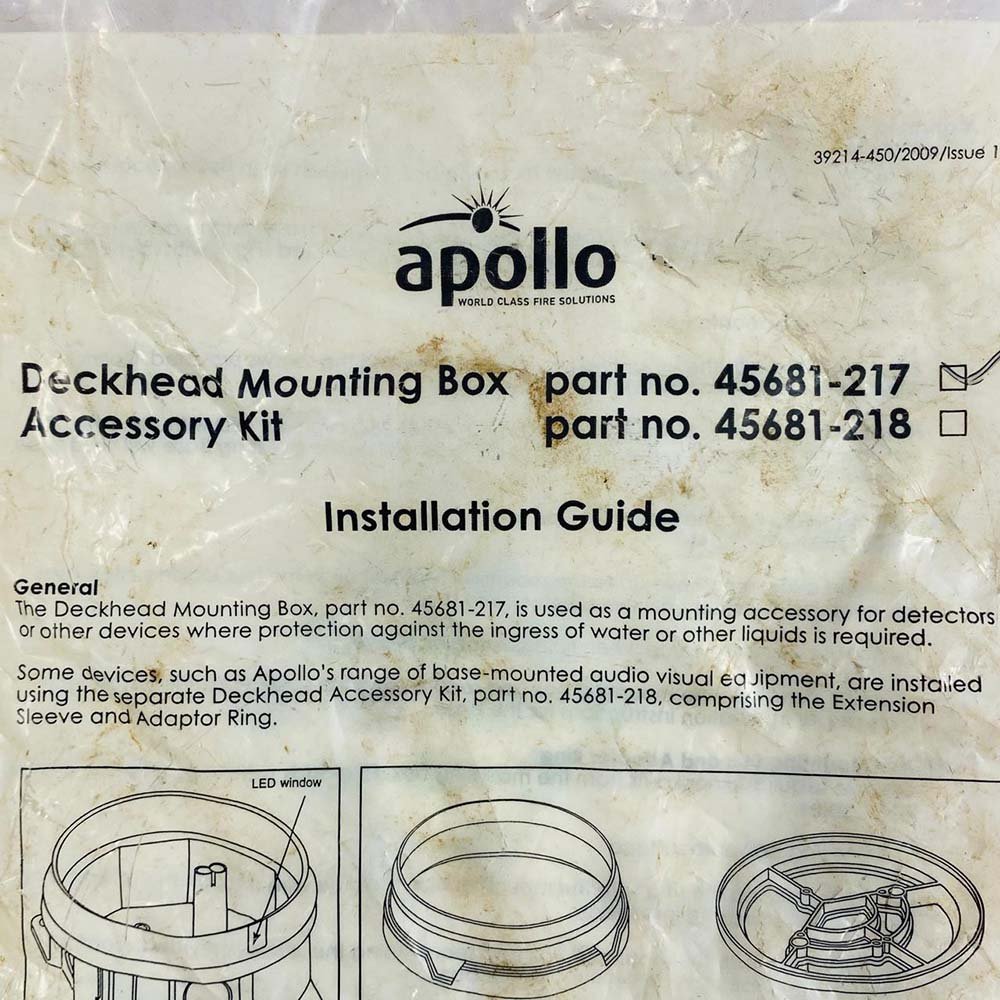 39214-450/2009/Issue 1
apollo
WORLD CLASS FIRE SOLUTIONS
Deckhead Mounting Box part no. 45681-217
Accessory Kit part no. 45681-218
Installation Guide
General
The Deckhead Mounting Box, part no. 45681-217, is used as a mounting accessory for detectors
or other devices where protection against the ingress of water or other liquids is required.
Some devices, such as Apollo's range of base-mounted audio visual equipment, are installed
using the separate Deckhead Accessory Kit, part no. 45681-218, comprising the Extension
Sleeve and Adaptor Ring.
LED window